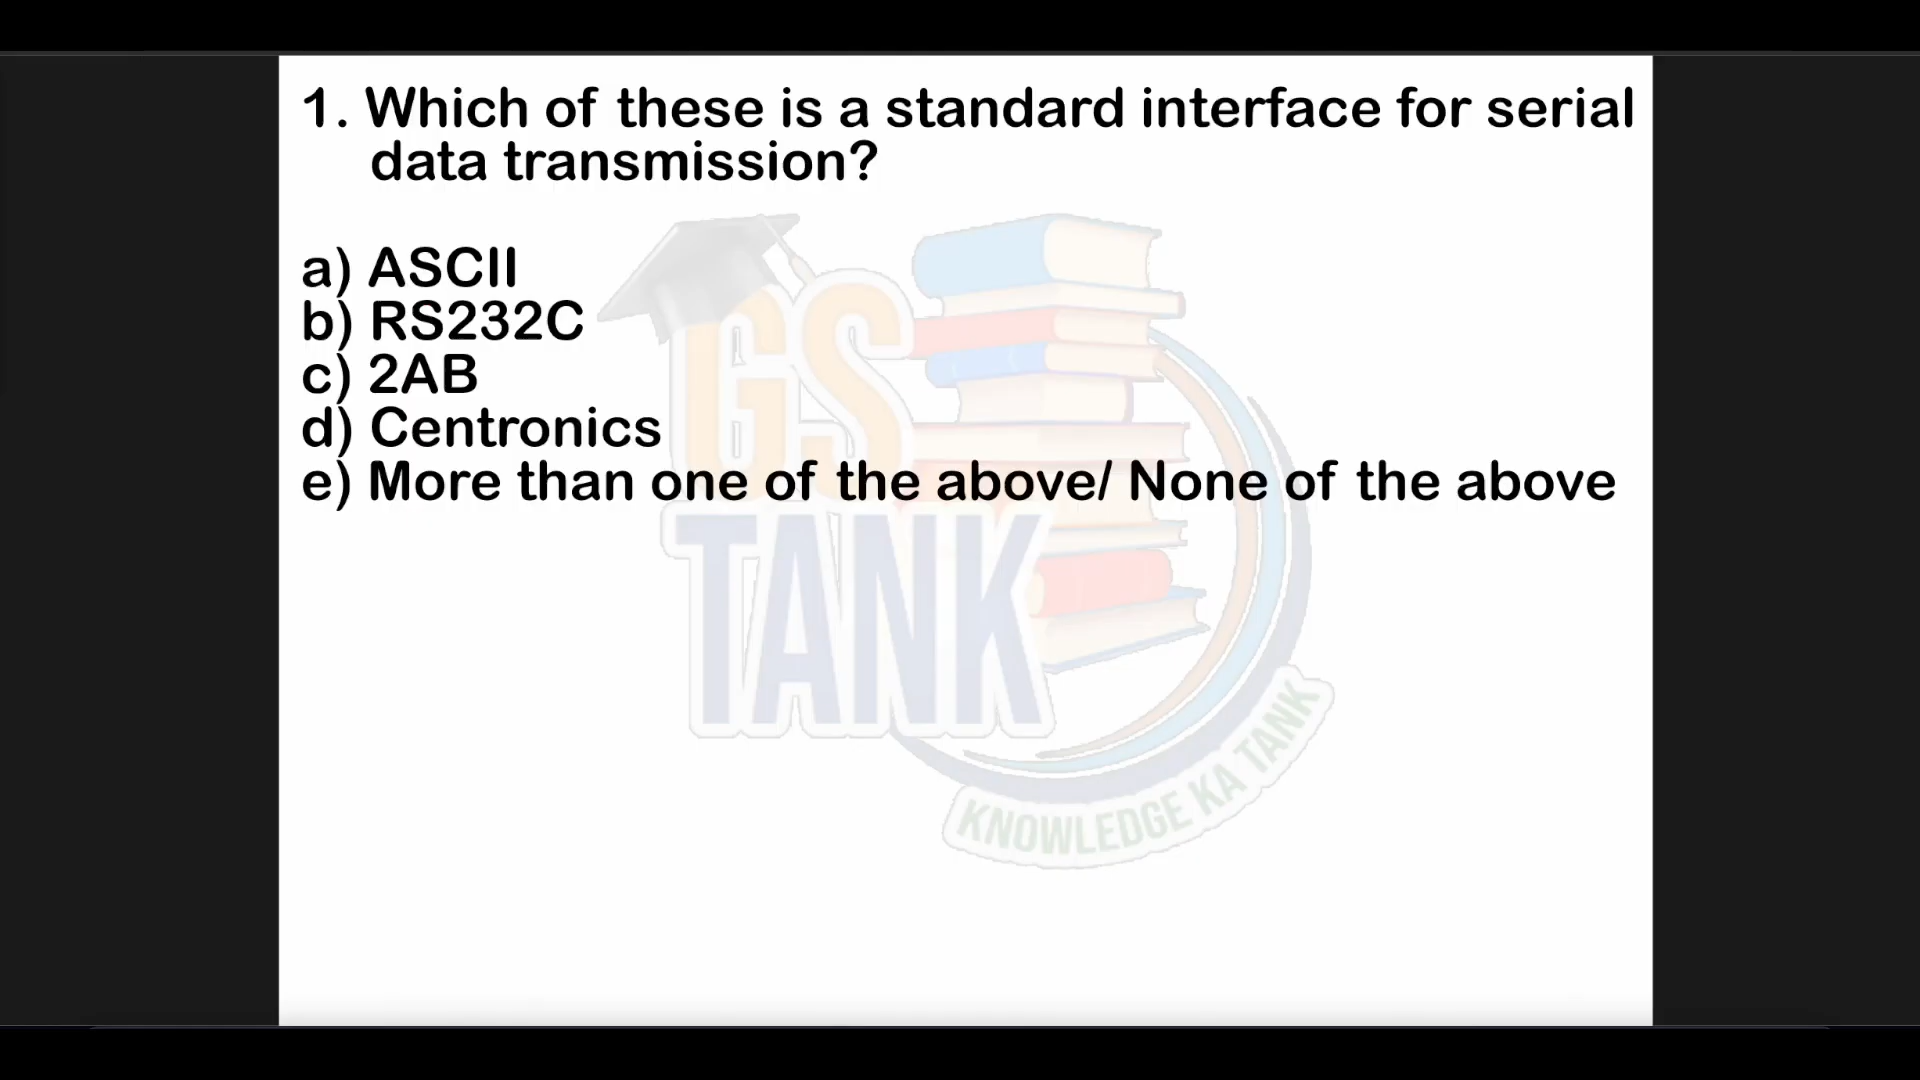 1. Which of these is a standard interface for serial
data transmission?
a) ASCII
b) RS232C
c) 2AB
d) Centronics
e) More than one of the above/ None of the above
GS
TANK
KNOWLEDGE KA TANK